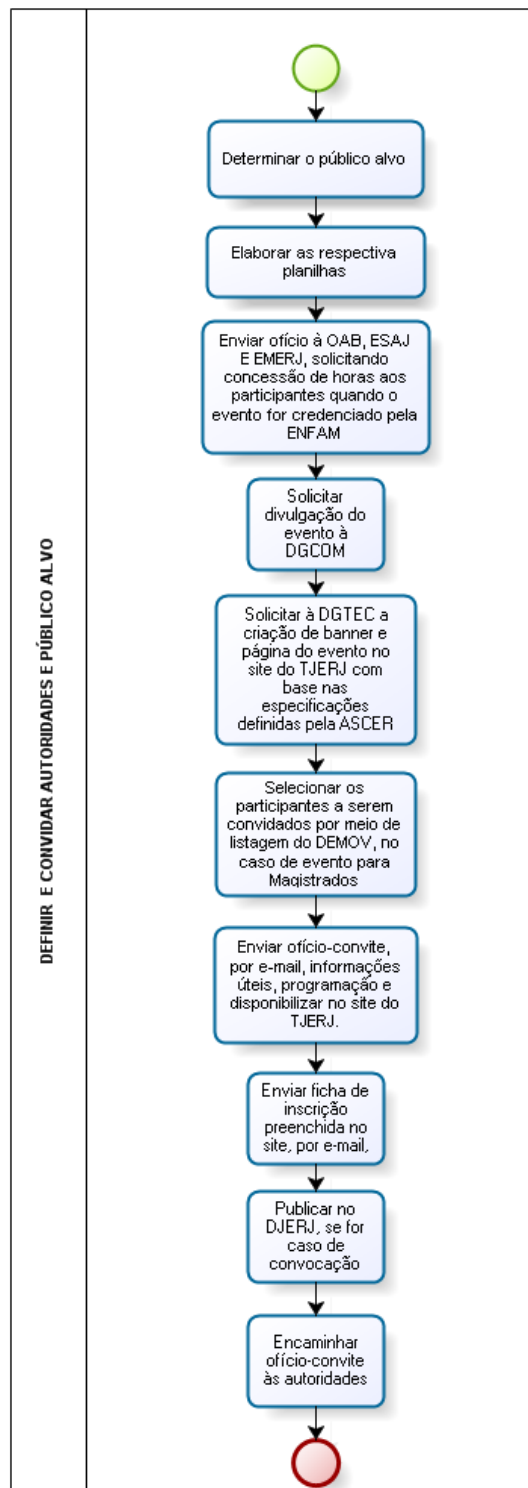 DEFINIR E CONVIDAR AUTORIDADES E PÚBLICO ALVO
Determinar o público alvo
Elaborar as respectiva
planilhas
Enviar ofício à OAB, ESAJ
E EMERJ, solicitando
concessão de horas aos
participantes quando o
evento for credenciado pela
ENFAM
Solicitar
divulgação do
evento à
DGCOM
Solicitar à DGTEC a
criação de banner e
página do evento no
site do TJERJ com
base nas
especificações
definidas pela ASCER
Selecionar os
participantes a serem
convidados por meio de
listagem do DEMOV, no
caso de evento para
Magistrados
Enviar ofício-convite,
por e-mail, informações
úteis, programação e
disponibilizar no site do
TJERJ.
Enviar ficha de
inscrição
preenchida no
site, por e-mail,
Publicar no
DJERJ, se for
caso de
convocação
Encaminhar
ofício-convite
às autoridades